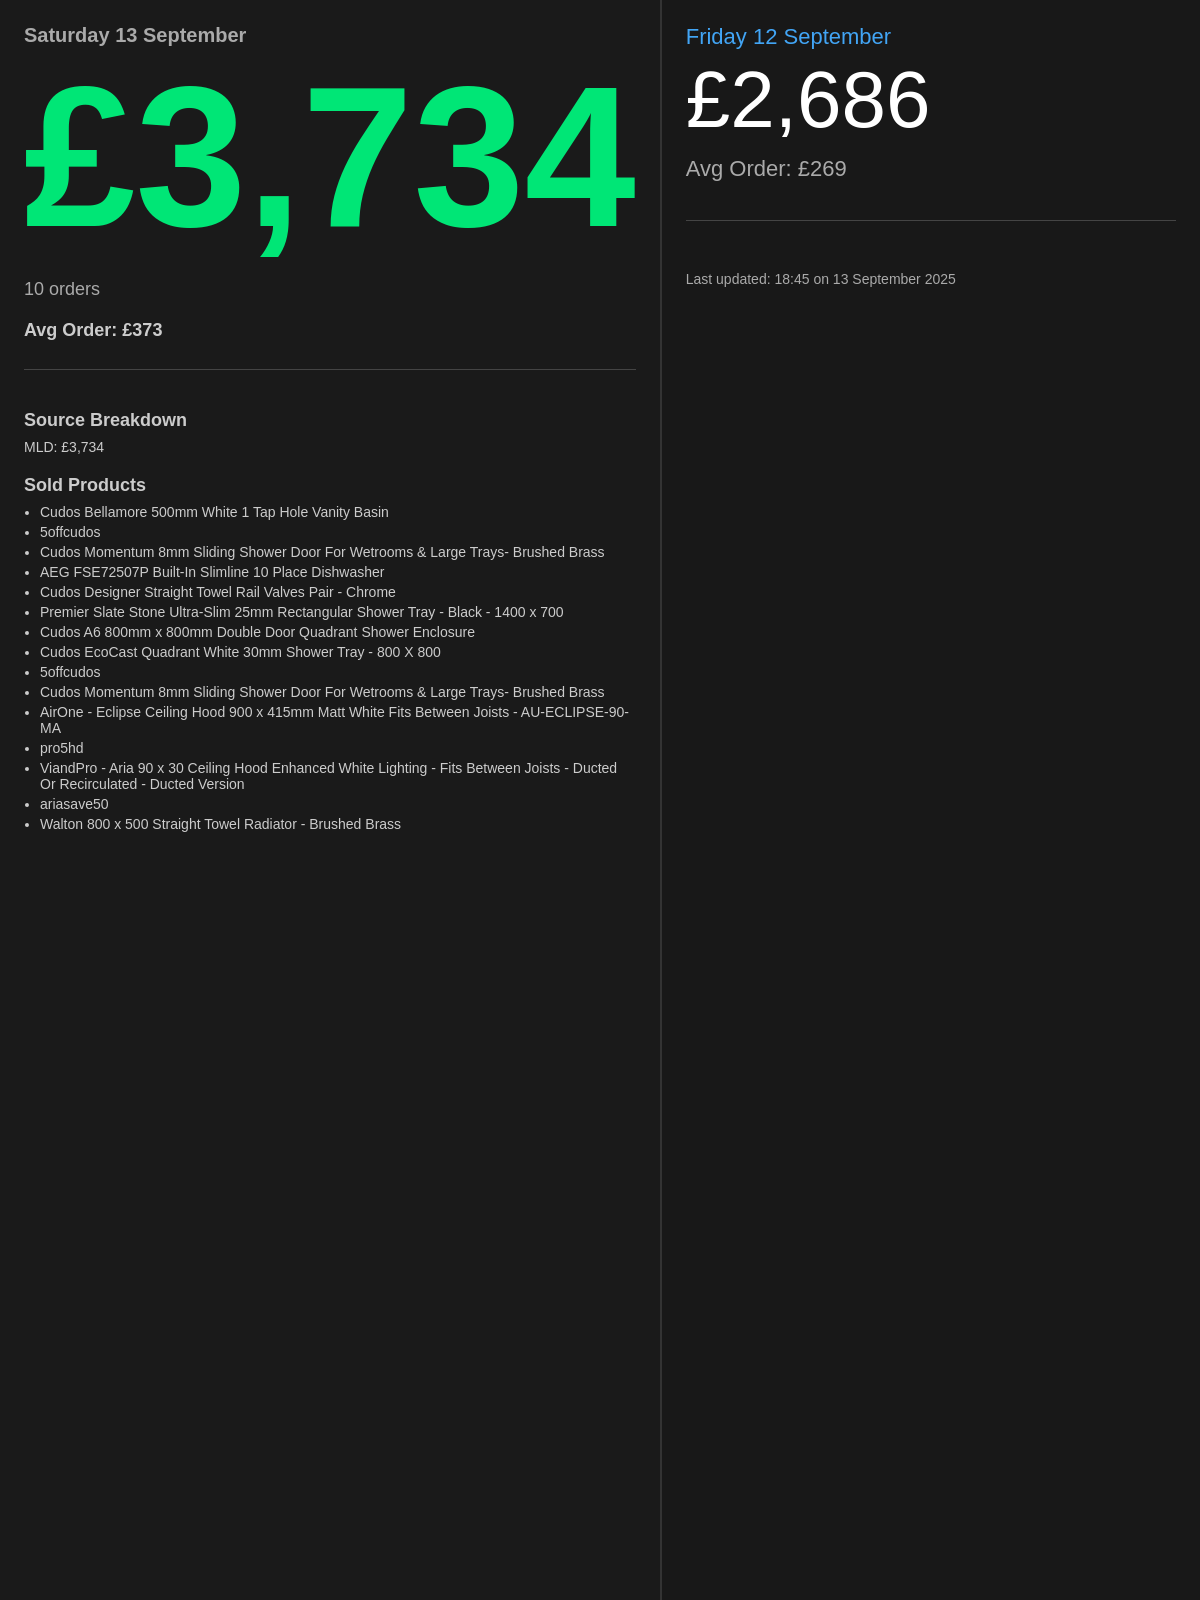 Saturday 13 September
£3,734
10 orders
Avg Order: £373
Source Breakdown
MLD: £3,734
Sold Products
• Cudos Bellamore 500mm White 1 Tap Hole Vanity Basin
• 5offcudos
• Cudos Momentum 8mm Sliding Shower Door For Wetrooms & Large Trays- Brushed Brass
• AEG FSE72507P Built-In Slimline 10 Place Dishwasher
• Cudos Designer Straight Towel Rail Valves Pair - Chrome
• Premier Slate Stone Ultra-Slim 25mm Rectangular Shower Tray - Black - 1400 x 700
• Cudos A6 800mm x 800mm Double Door Quadrant Shower Enclosure
• Cudos EcoCast Quadrant White 30mm Shower Tray - 800 X 800
• 5offcudos
• Cudos Momentum 8mm Sliding Shower Door For Wetrooms & Large Trays- Brushed Brass
• AirOne - Eclipse Ceiling Hood 900 x 415mm Matt White Fits Between Joists - AU-ECLIPSE-90-
MA
• pro5hd
• ViandPro - Aria 90 x 30 Ceiling Hood Enhanced White Lighting - Fits Between Joists - Ducted
Or Recirculated - Ducted Version
• ariasave50
• Walton 800 x 500 Straight Towel Radiator - Brushed Brass
Friday 12 September
£2,686
Avg Order: £269
Last updated: 18:45 on 13 September 2025